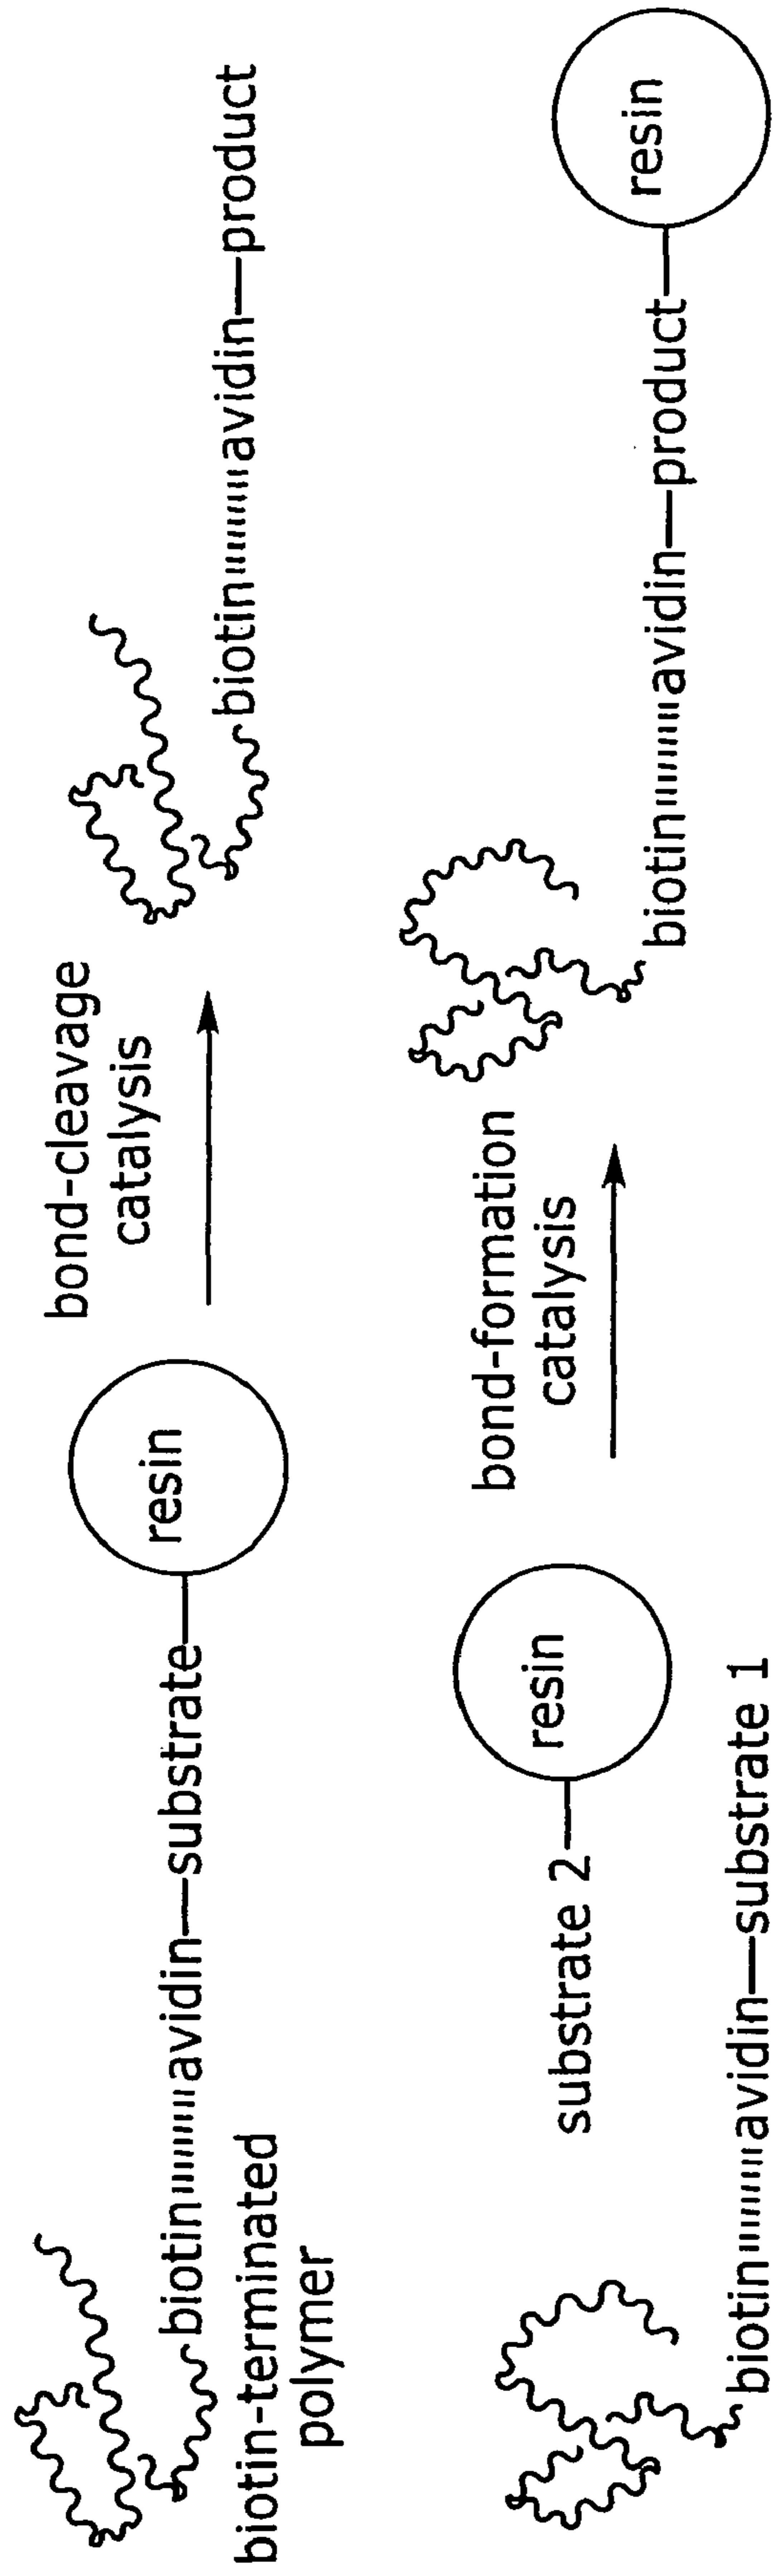 biotin ''''''''' avidin—substrate— resin
biotin-terminated
polymer
bond-cleavage
catalysis
biotin ''''''''' avidin—product
substrate 2— resin
biotin ''''''''' avidin—substrate 1
bond-formation
catalysis
biotin ''''''''' avidin—product— resin